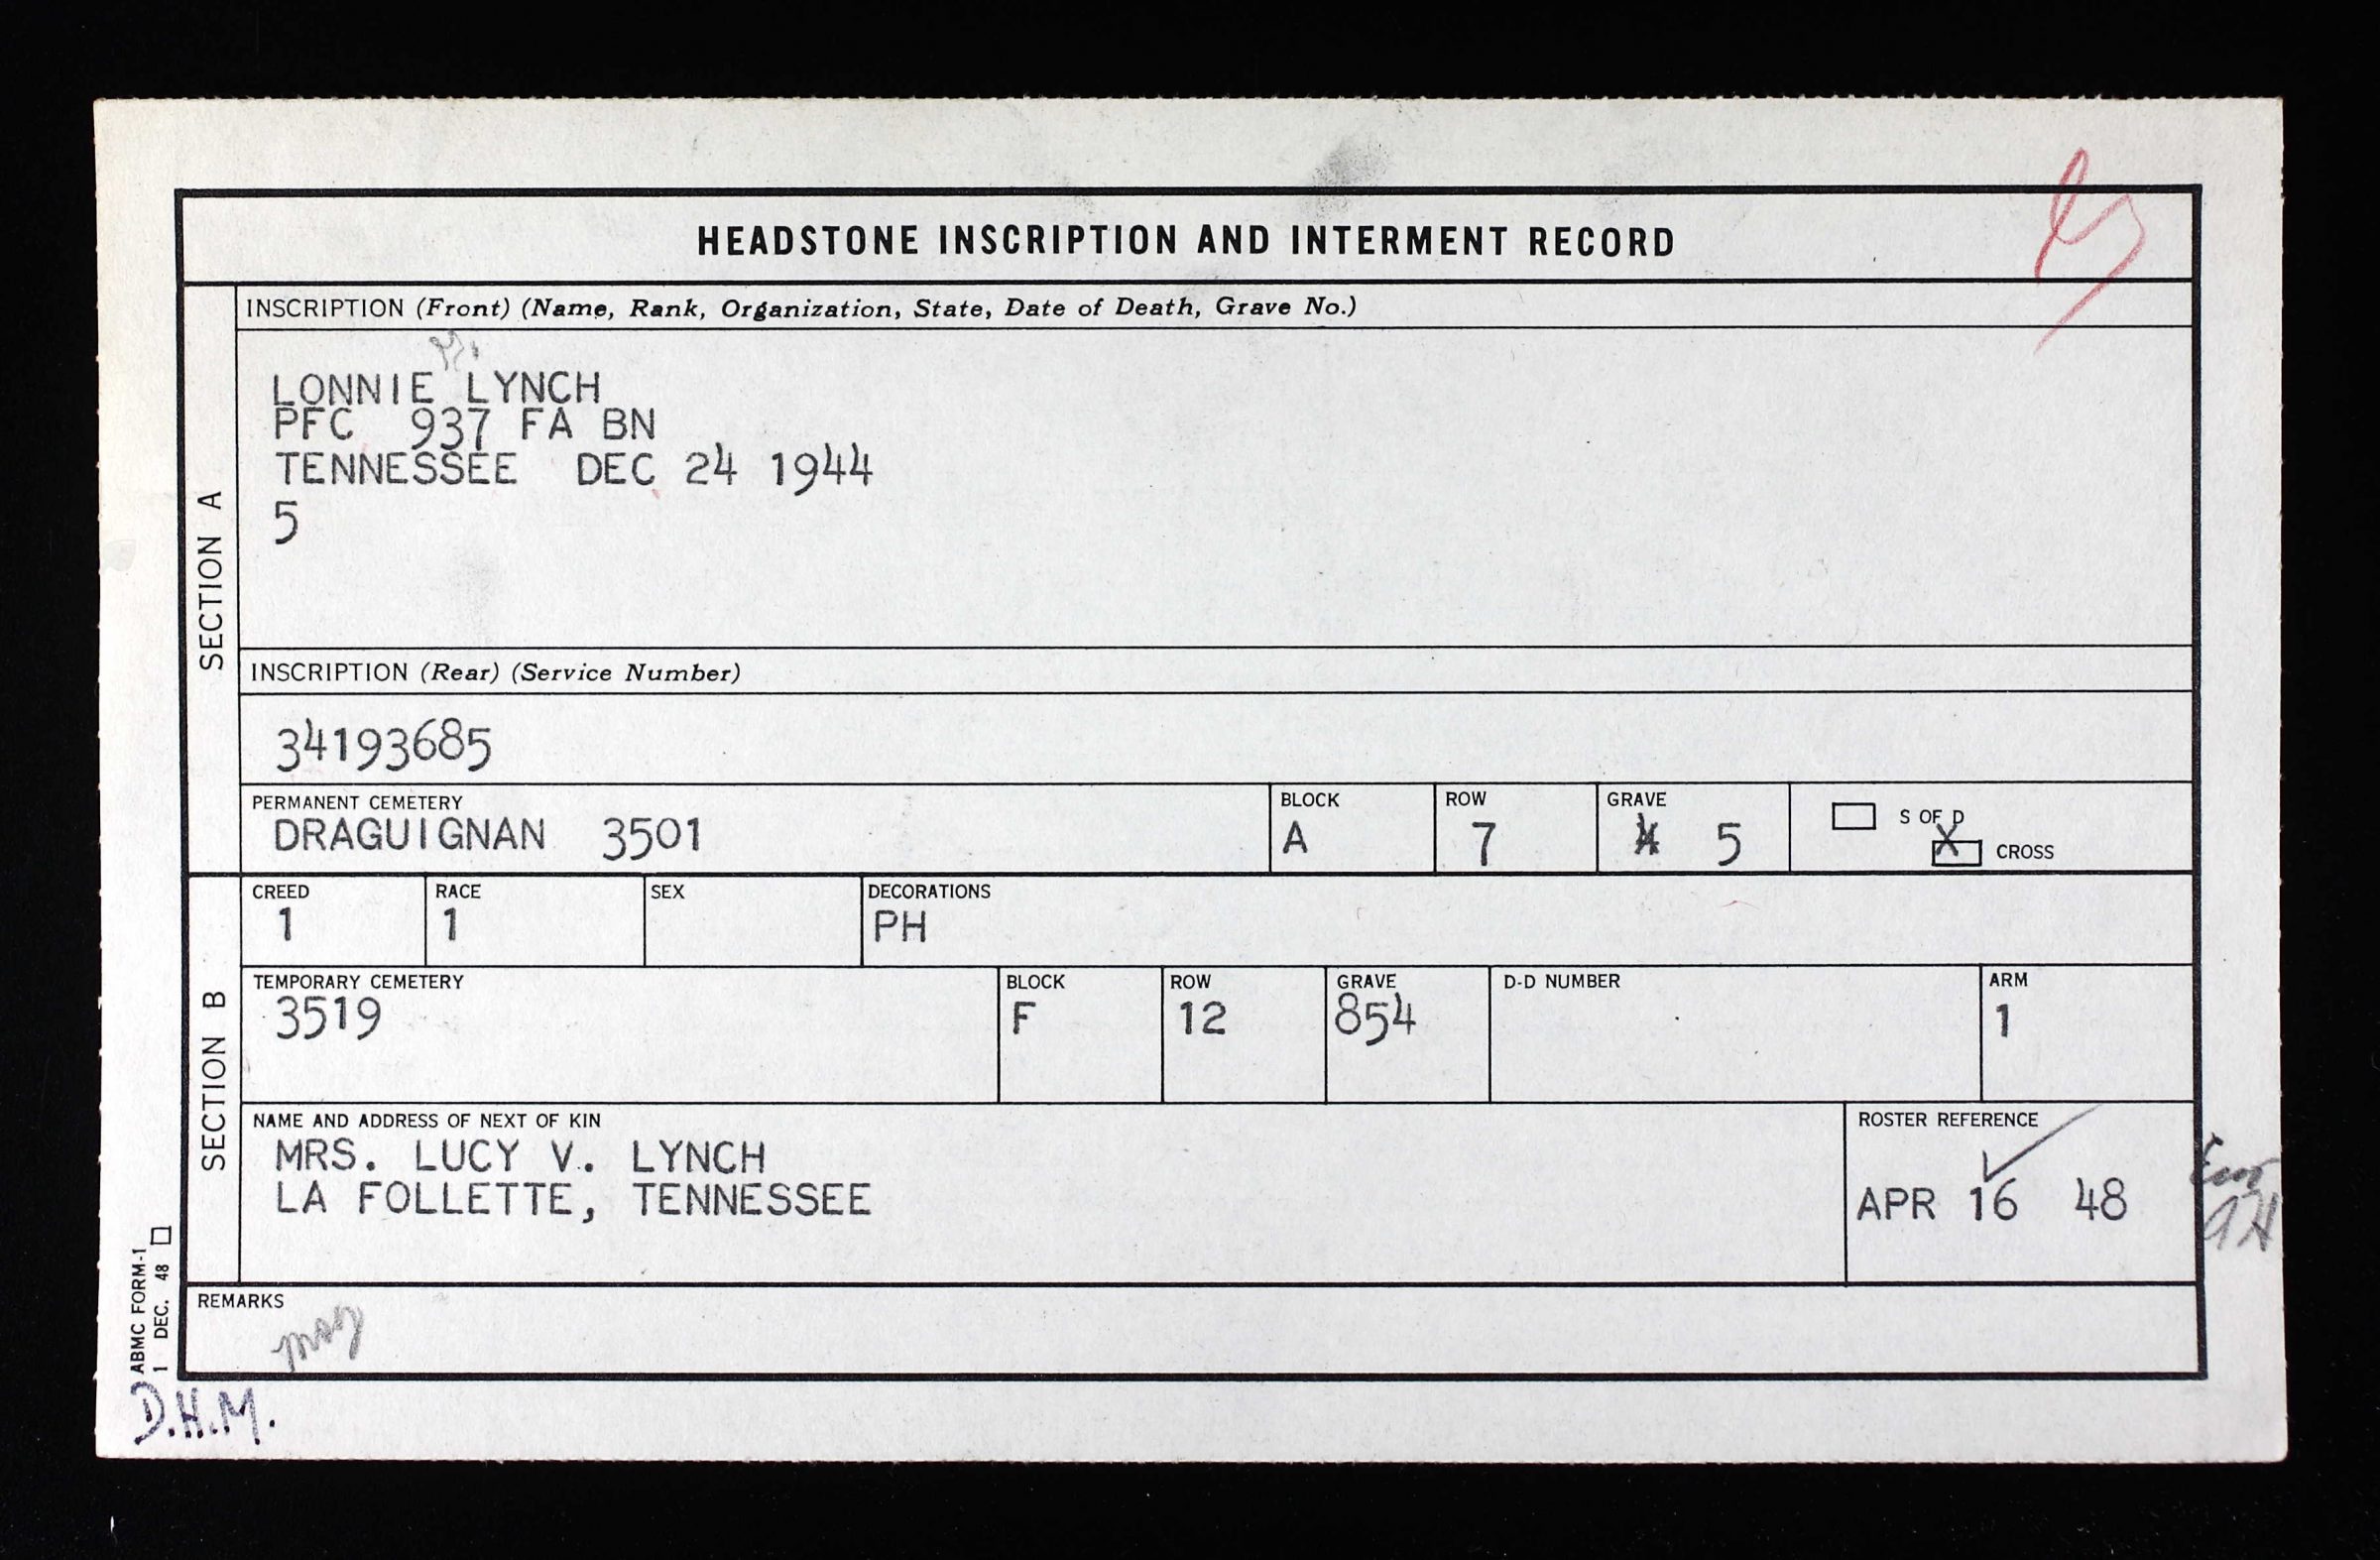 HEADSTONE INSCRIPTION AND INTERMENT RECORD
SECTION A
INSCRIPTION (Front) (Name, Rank, Organization, State, Date of Death, Grave No.)
LONNIE LYNCH
PFC 937 FA BN
TENNESSEE DEC 24 1944
5
INSCRIPTION (Rear) (Service Number)
34193685
PERMANENT CEMETERY
DRAGUIGNAN 3501
BLOCK
A
ROW
7
GRAVE
5
S OF D
X CROSS
SECTION B
CREED
1
RACE
1
SEX
DECORATIONS
PH
TEMPORARY CEMETERY
3519
BLOCK
F
ROW
12
GRAVE
854
D-D NUMBER
ARM
1
NAME AND ADDRESS OF NEXT OF KIN
MRS. LUCY V. LYNCH
LA FOLLETTE, TENNESSEE
ROSTER REFERENCE
APR 16 48
REMARKS
ABMC FORM-1
1 DEC. 48
D.H.M.